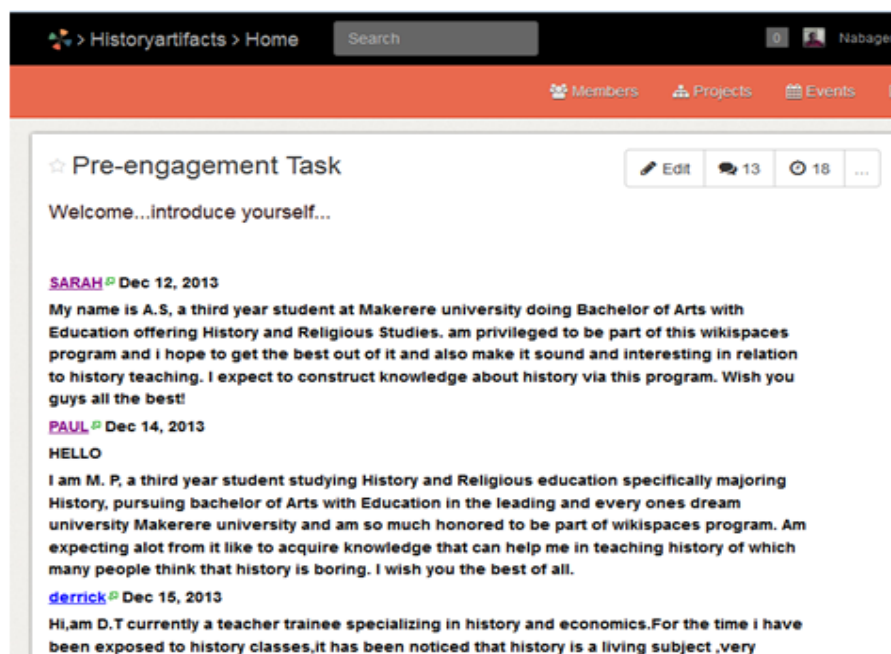 > Historyartifacts > Home
Search
0
Members
Projects
Events
Pre-engagement Task
Edit
13
18
...
Welcome...introduce yourself...
SARAH Dec 12, 2013
My name is A.S, a third year student at Makerere university doing Bachelor of Arts with
Education offering History and Religious Studies. am privileged to be part of this wikispaces
program and i hope to get the best out of it and also make it sound and interesting in relation
to history teaching. I expect to construct knowledge about history via this program. Wish you
guys all the best!
PAUL Dec 14, 2013
HELLO
I am M. P, a third year student studying History and Religious education specifically majoring
History, pursuing bachelor of Arts with Education in the leading and every ones dream
university Makerere university and am so much honored to be part of wikispaces program. Am
expecting alot from it like to acquire knowledge that can help me in teaching history of which
many people think that history is boring. I wish you the best of all.
derrick Dec 15, 2013
Hi,am D.T currently a teacher trainee specializing in history and economics.For the time i have
been exposed to history classes,it has been noticed that history is a living subject ,very